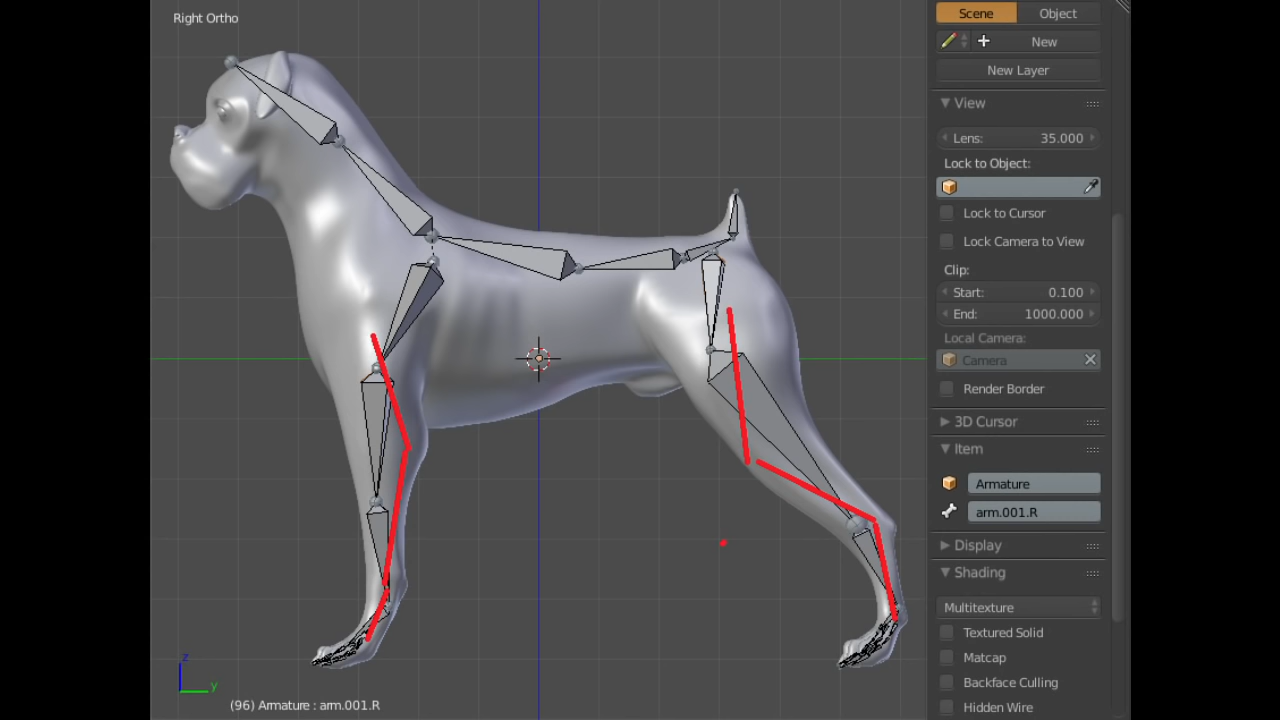 Right Ortho
z
y
(96) Armature : arm.001.R
Scene Object
New
New Layer
View
Lens: 35.000
Lock to Object:
Lock to Cursor
Lock Camera to View
Clip:
Start: 0.100
End: 1000.000
Local Camera:
Camera
Render Border
3D Cursor
Item
Armature
arm.001.R
Display
Shading
Multitexture
Textured Solid
Matcap
Backface Culling
Hidden Wire